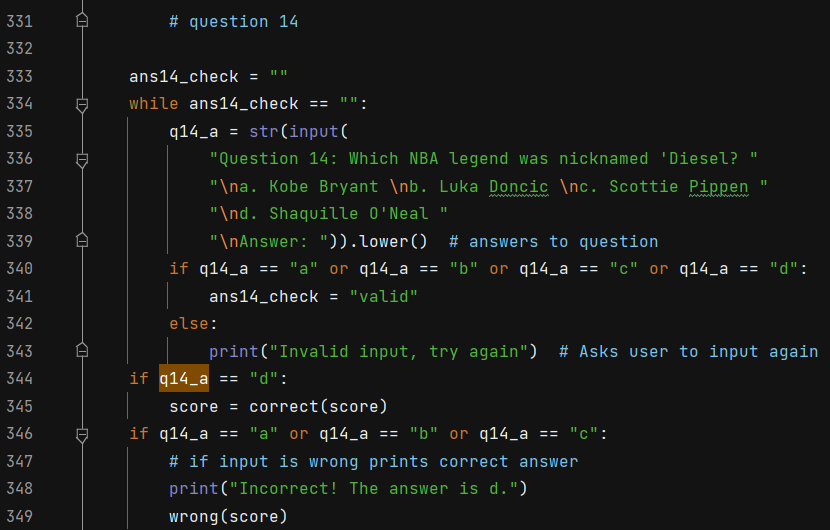 331 # question 14
332
333 ans14_check = ""
334 while ans14_check == "":
335 q14_a = str(input(
336 "Question 14: Which NBA legend was nicknamed 'Diesel? "
337 "\na. Kobe Bryant \nb. Luka Doncic \nc. Scottie Pippen "
338 "\nd. Shaquille O'Neal "
339 "\nAnswer: ")).lower()  # answers to question
340 if q14_a == "a" or q14_a == "b" or q14_a == "c" or q14_a == "d":
341 ans14_check = "valid"
342 else:
343 print("Invalid input, try again")  # Asks user to input again
344 if q14_a == "d":
345 score = correct(score)
346 if q14_a == "a" or q14_a == "b" or q14_a == "c":
347 # if input is wrong prints correct answer
348 print("Incorrect! The answer is d.")
349 wrong(score)